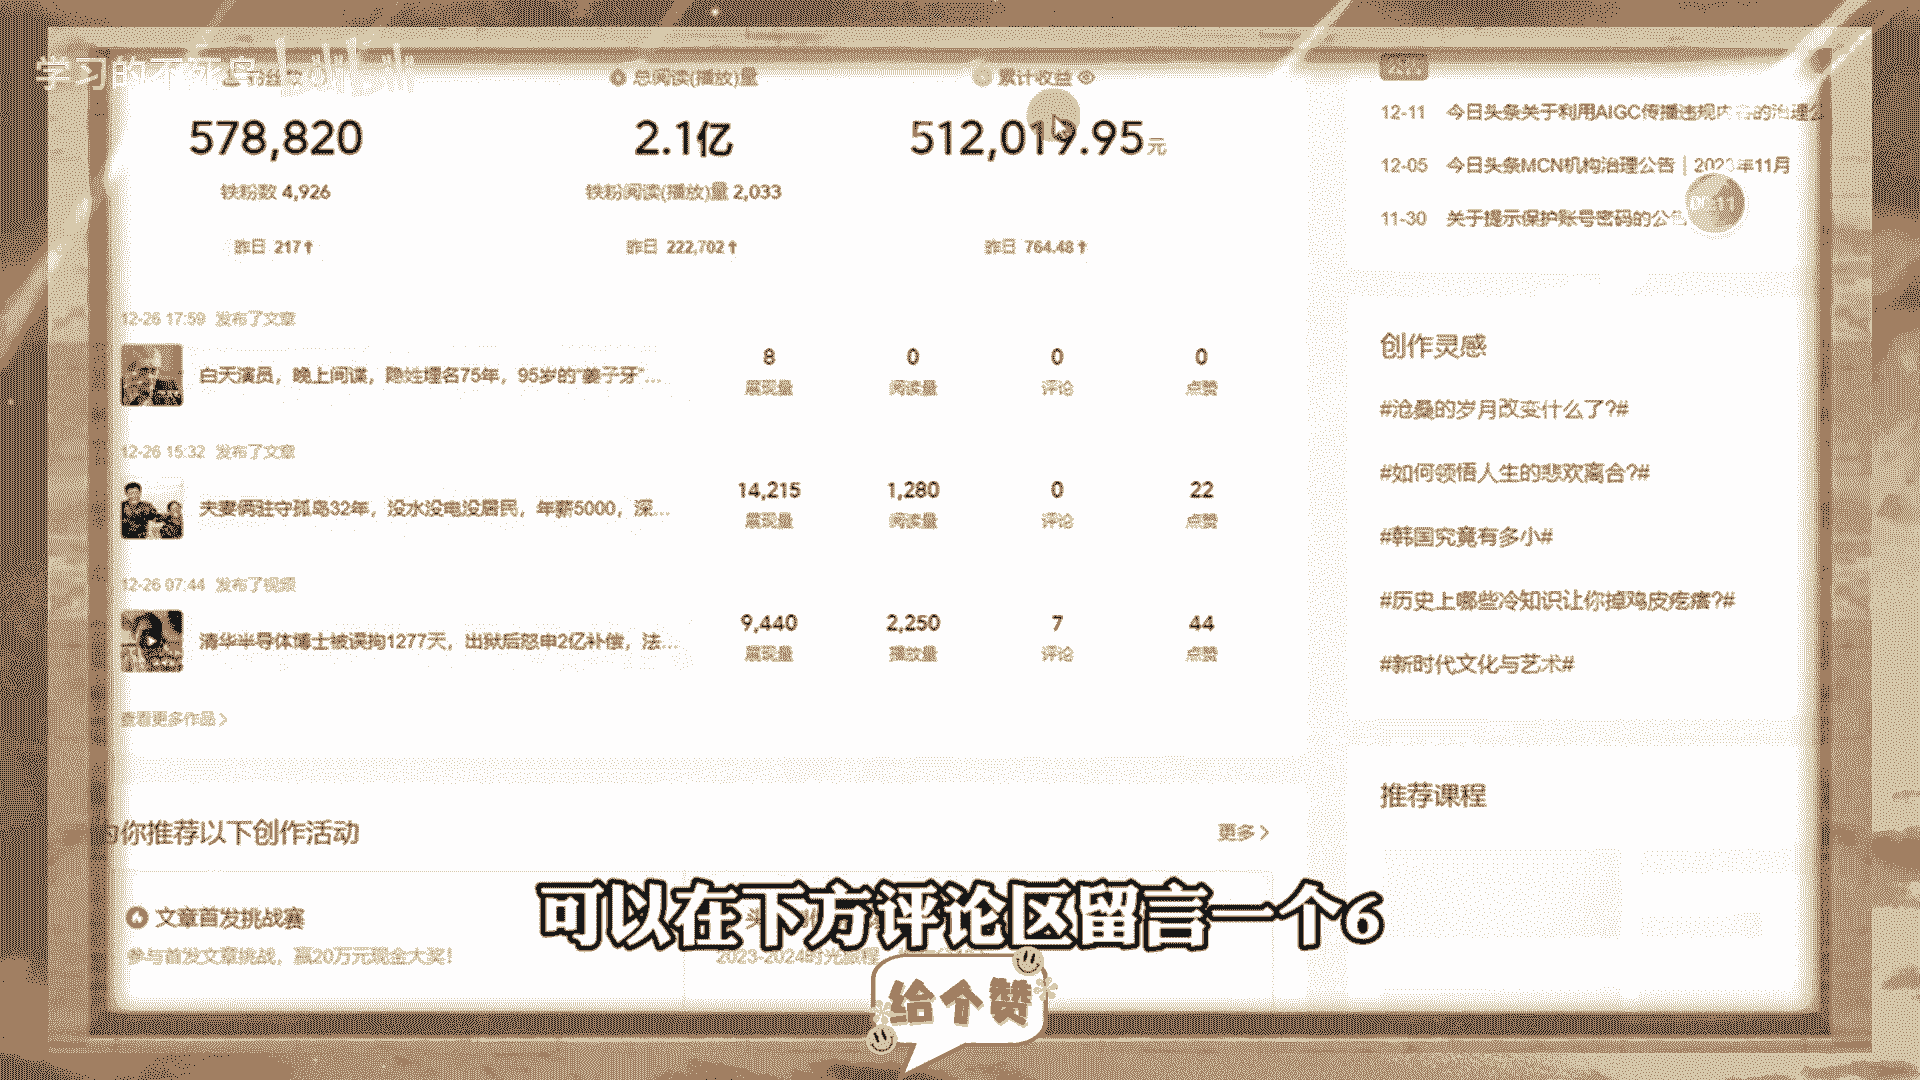 学习的不死鸟 bilibili
粉丝数
总阅读(播放)量
累计收益
578,820
2.1亿
512,019.95元
铁粉数 4,926
铁粉阅读(播放)量 2,033
昨日 217↑
昨日 222,702↑
昨日 764.48↑
12-26 17:59 发布了文章
白天演员，晚上间谍，隐姓埋名75年，95岁的“姜子牙”...
8
0
0
0
展现量
阅读量
评论
点赞
12-26 15:32 发布了文章
夫妻俩驻守孤岛32年，没水没电没居民，年薪5000，深...
14,215
1,280
0
22
展现量
阅读量
评论
点赞
12-26 07:44 发布了视频
清华半导体博士被误拘1277天，出狱后怒申2亿补偿，法...
9,440
2,250
7
44
展现量
播放量
评论
点赞
查看更多作品 >
为你推荐以下创作活动
更多 >
文章首发挑战赛
参与首发文章挑战，赢20万元现金大奖！
2023-2024时光旅程
公告
12-11 今日头条关于利用AIGC传播违规内容的治理公
12-05 今日头条MCN机构治理公告｜2023年11月
11-30 关于提示保护账号密码的公告
00:11
创作灵感
#沧桑的岁月改变什么了?#
#如何领悟人生的悲欢离合?#
#韩国究竟有多小#
#历史上哪些冷知识让你掉鸡皮疙瘩?#
#新时代文化与艺术#
推荐课程
可以在下方评论区留言一个6
给个赞